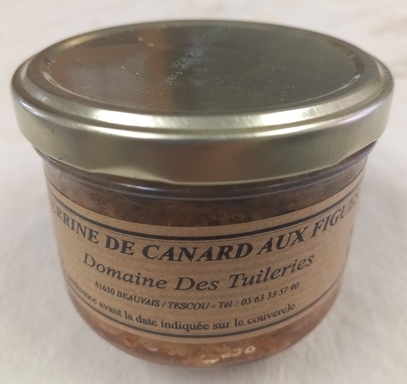 RRINE DE CANARD AUX FIGUES
Domaine Des Tuileries
81630 BEAUVAIS / TESCOU - Tél : 05 63 33 57 90
avant la date indiquée sur le couvercle